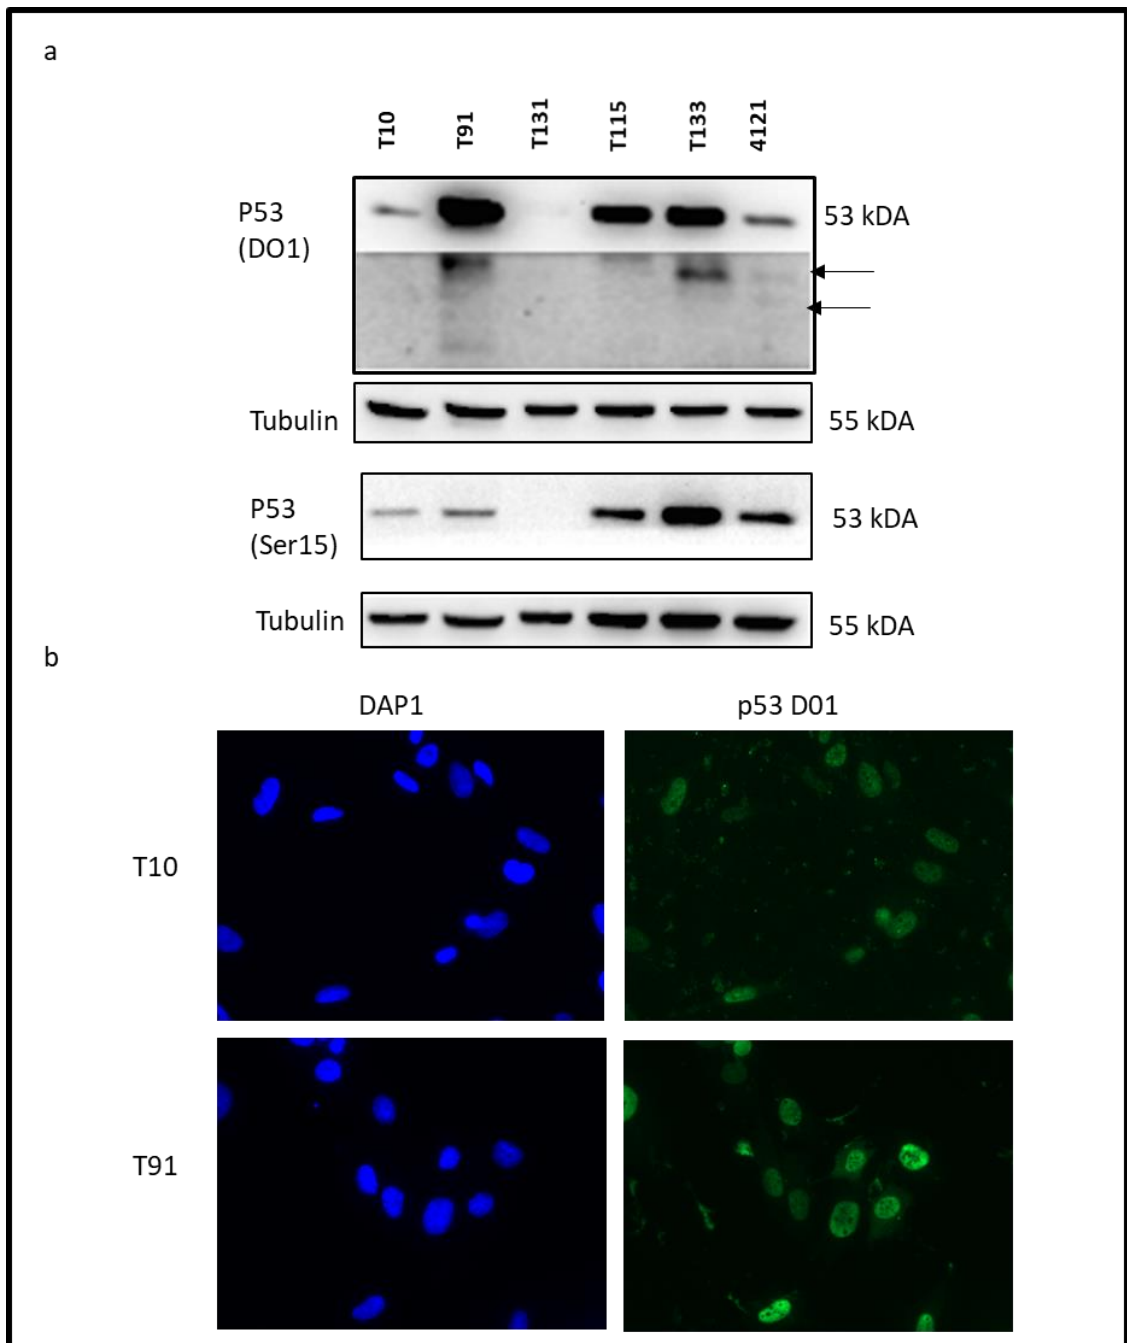 a
T10
T91
T131
T115
T133
4121
P53
(DO1)
53 kDA
Tubulin
55 kDA
P53
(Ser15)
53 kDA
Tubulin
55 kDA
b
DAP1
p53 D01
T10
T91